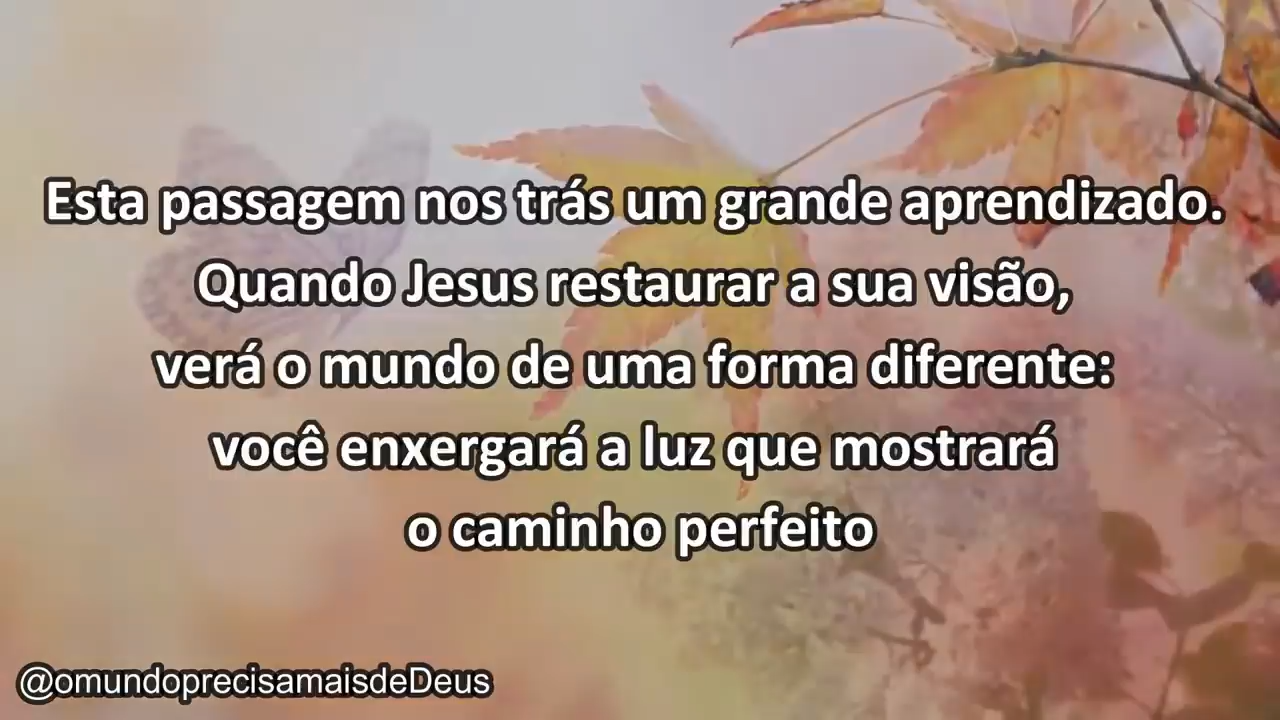 Esta passagem nos trás um grande aprendizado.
Quando Jesus restaurar a sua visão,
verá o mundo de uma forma diferente:
você enxergará a luz que mostrará
o caminho perfeito
@omundoprecisamaisdeDeus